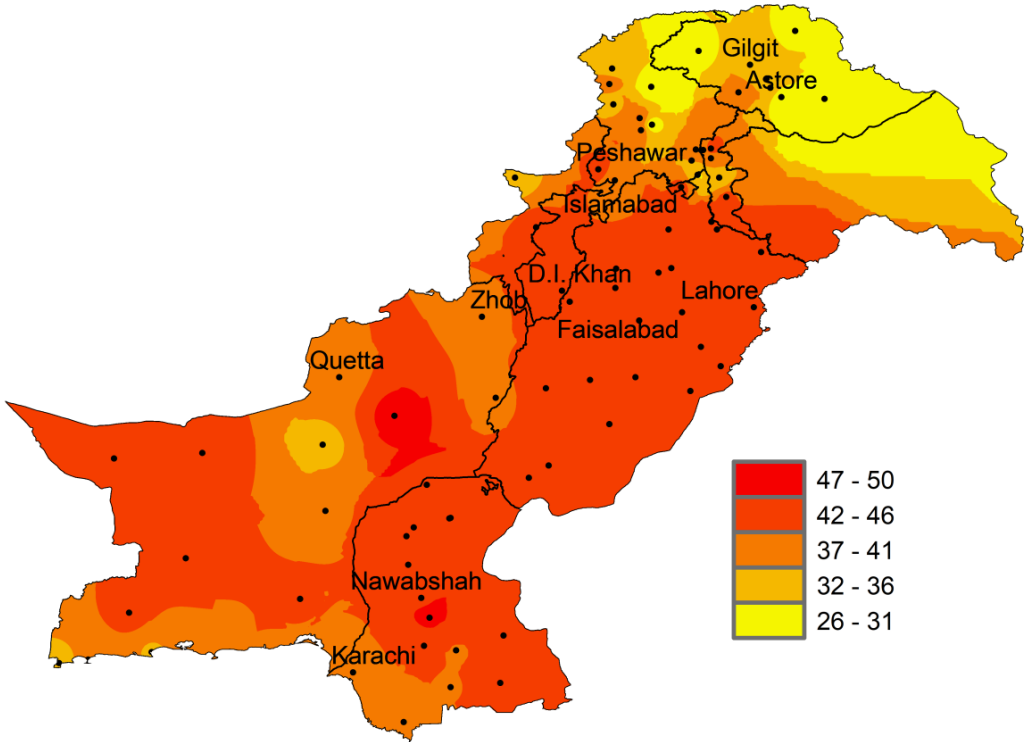 Gilgit
Astore
Peshawar
Islamabad
D.I. Khan
Zhob
Lahore
Faisalabad
Quetta
47 - 50
42 - 46
37 - 41
32 - 36
26 - 31
Nawabshah
Karachi